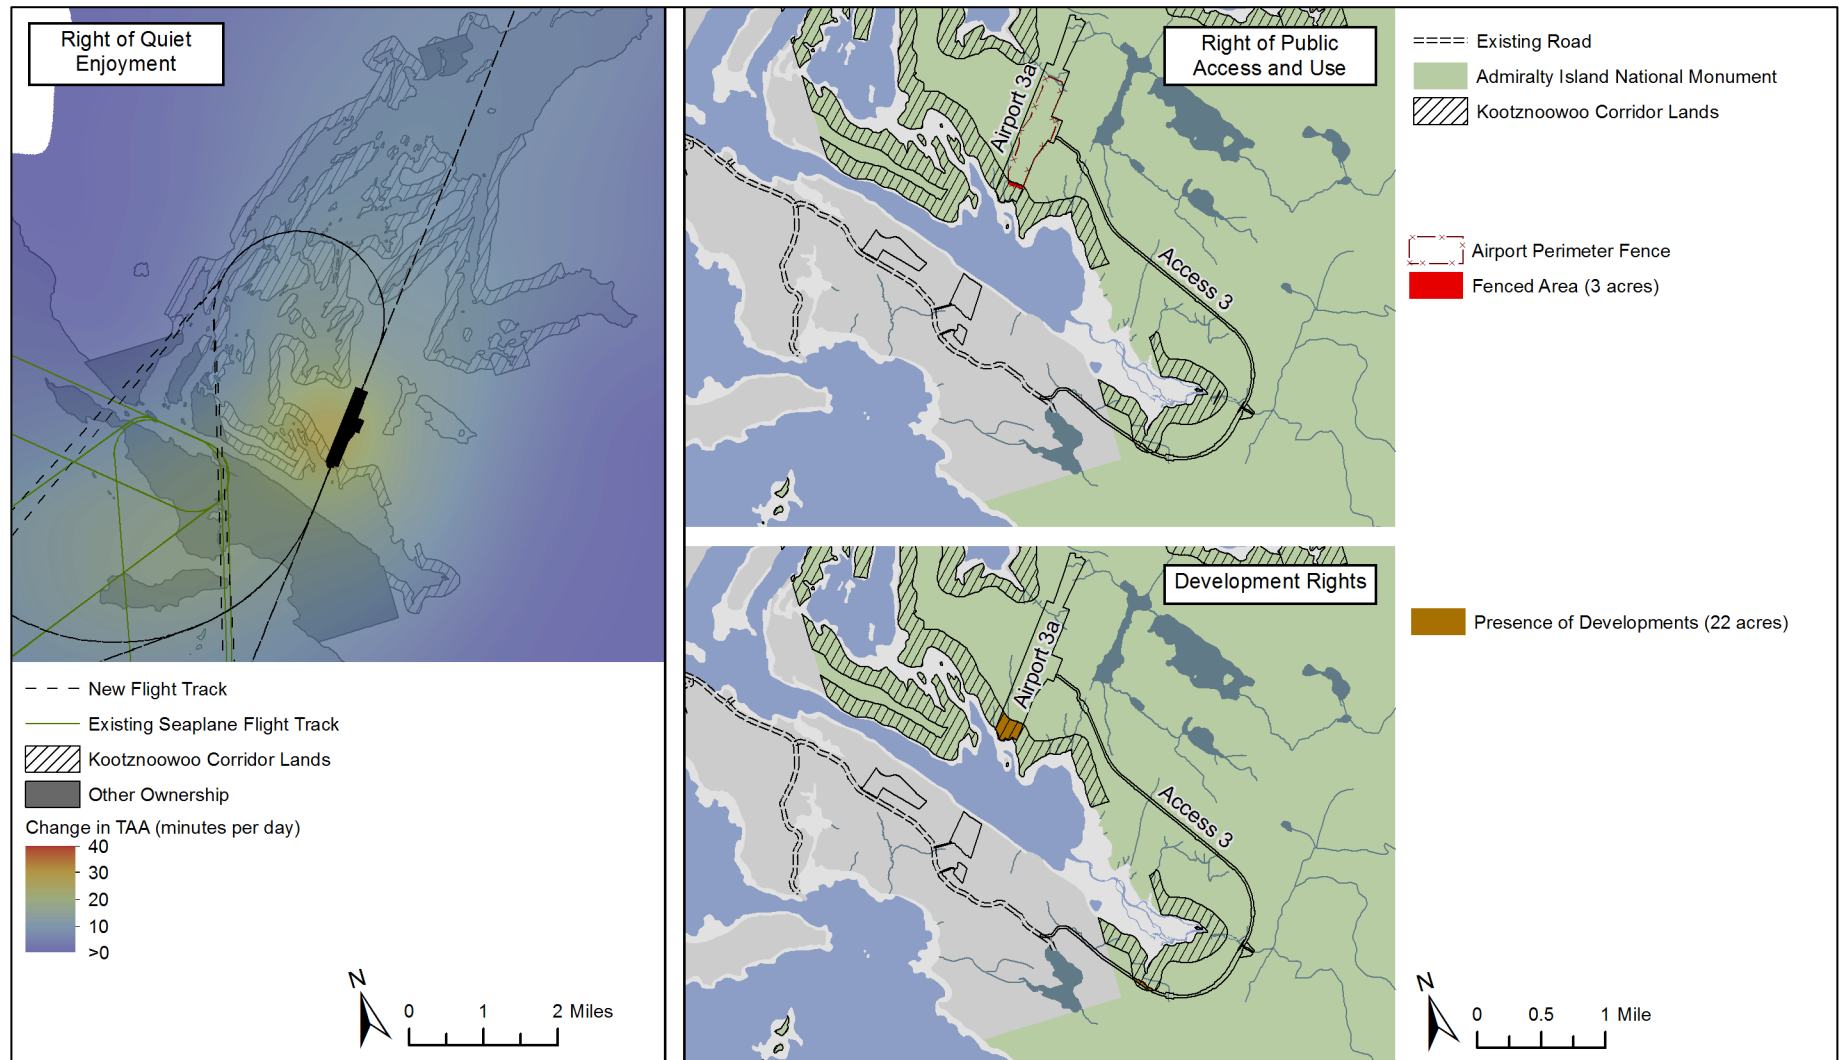 Right of Quiet
Enjoyment
New Flight Track
Existing Seaplane Flight Track
Kootznoowoo Corridor Lands
Other Ownership
Change in TAA (minutes per day)
40
30
20
10
>0
N
0 1 2 Miles
Right of Public
Access and Use
Airport 3a
Access 3
Existing Road
Admiralty Island National Monument
Kootznoowoo Corridor Lands
Airport Perimeter Fence
Fenced Area (3 acres)
Development Rights
Airport 3a
Access 3
Presence of Developments (22 acres)
N
0 0.5 1 Mile